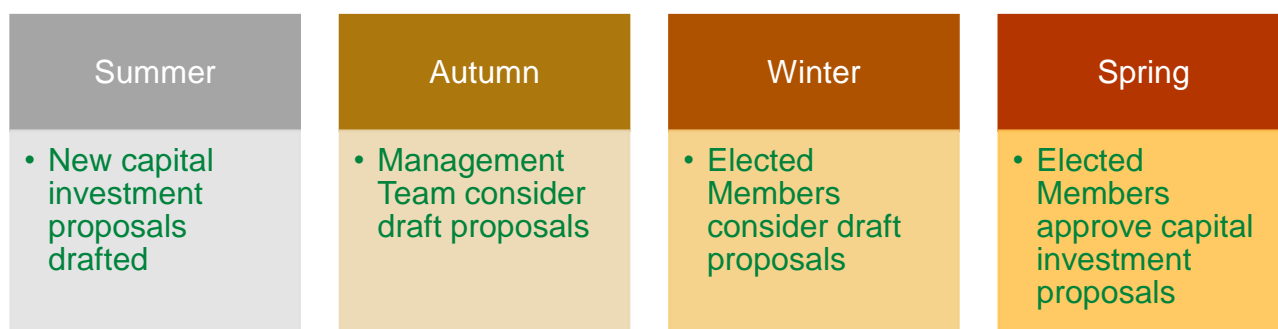 Summer
• New capital
investment
proposals
drafted
Autumn
• Management
Team consider
draft proposals
Winter
• Elected
Members
consider draft
proposals
Spring
• Elected
Members
approve capital
investment
proposals